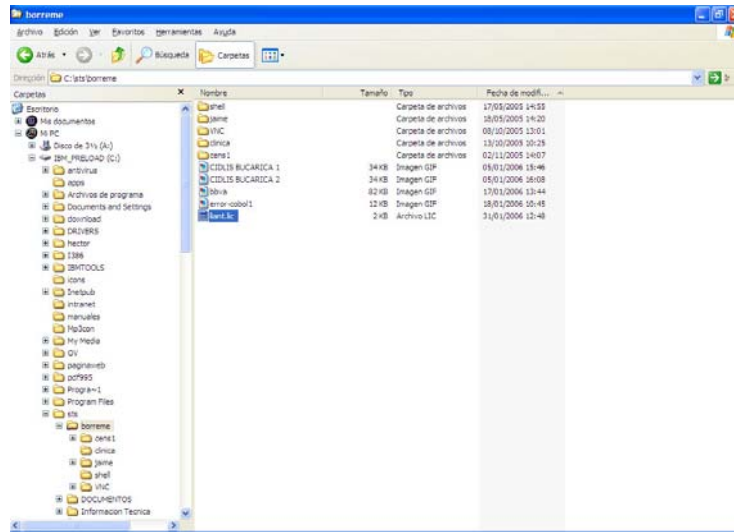 borreme
Archivo Edición Ver Favoritos Herramientas Ayuda
Atrás Búsqueda Carpetas
Dirección C:\sts\borreme
Carpetas
Nombre Tamaño Tipo Fecha de modifi...
Escritorio
Mis documentos
Mi PC
Disco de 3½ (A:)
IBM_PRELOAD (C:)
antivirus
apps
Archivos de programa
Documents and Settings
download
DRIVERS
hector
I386
IBMTOOLS
icons
Inetpub
intranet
manuales
Mp3con
My Media
OV
paginaweb
pdf995
Progra~1
Program Files
sts
borreme
cens1
clinica
jaime
shell
VNC
DOCUMENTOS
Informacion Tecnica
shell Carpeta de archivos 17/05/2005 14:55
jaime Carpeta de archivos 18/05/2005 14:20
VNC Carpeta de archivos 08/10/2005 13:01
clinica Carpeta de archivos 13/10/2005 10:25
cens1 Carpeta de archivos 02/11/2005 14:07
CIDLIS BUCARICA 1 34 KB Imagen GIF 05/01/2006 15:46
CIDLIS BUCARICA 2 34 KB Imagen GIF 05/01/2006 16:08
bbva 82 KB Imagen GIF 17/01/2006 13:44
error-cobol1 12 KB Imagen GIF 18/01/2006 10:45
liant.lic 2 KB Archivo LIC 31/01/2006 12:48